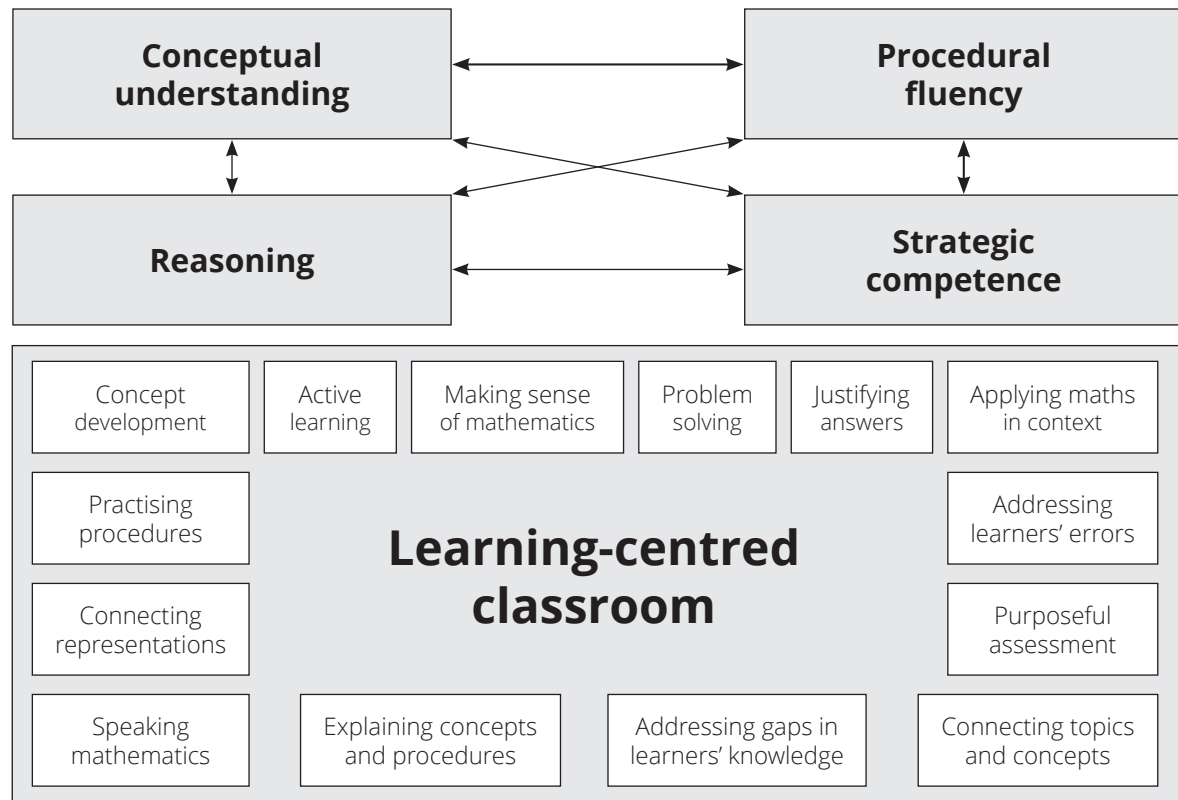 Conceptual
understanding
Procedural
fluency
Reasoning
Strategic
competence
Concept
development
Active
learning
Making sense
of mathematics
Problem
solving
Justifying
answers
Applying maths
in context
Practising
procedures
Learning-centred
classroom
Addressing
learners’ errors
Connecting
representations
Purposeful
assessment
Speaking
mathematics
Explaining concepts
and procedures
Addressing gaps in
learners’ knowledge
Connecting topics
and concepts